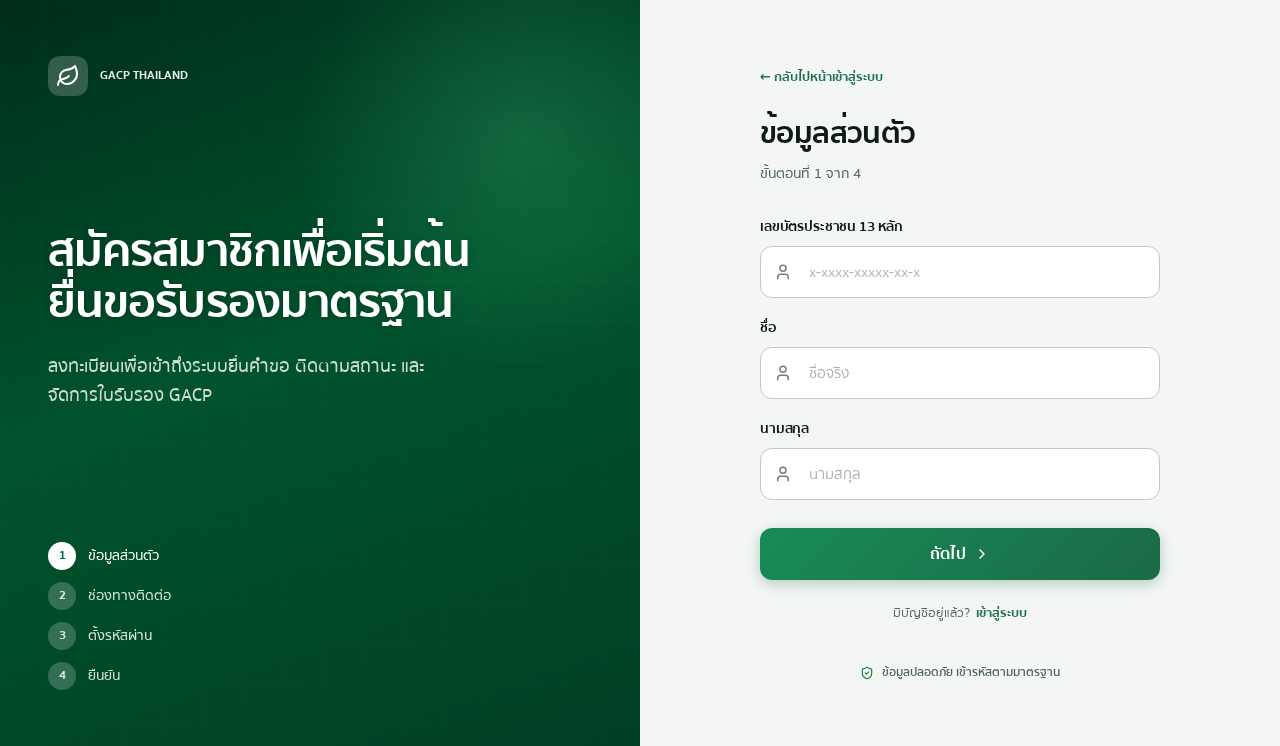 GACP THAILAND
สมัครสมาชิกเพื่อเริ่มต้น
ยื่นขอรับรองมาตรฐาน
ลงทะเบียนเพื่อเข้าถึงระบบยื่นคำขอ ติดตามสถานะ และ
จัดการใบรับรอง GACP
1 ข้อมูลส่วนตัว
2 ช่องทางติดต่อ
3 ตั้งรหัสผ่าน
4 ยืนยัน
← กลับไปหน้าเข้าสู่ระบบ
ข้อมูลส่วนตัว
ขั้นตอนที่ 1 จาก 4
เลขบัตรประชาชน 13 หลัก
x-xxxx-xxxxx-xx-x
ชื่อ
ชื่อจริง
นามสกุล
นามสกุล
ถัดไป
มีบัญชีอยู่แล้ว? เข้าสู่ระบบ
ข้อมูลปลอดภัย เข้ารหัสตามมาตรฐาน